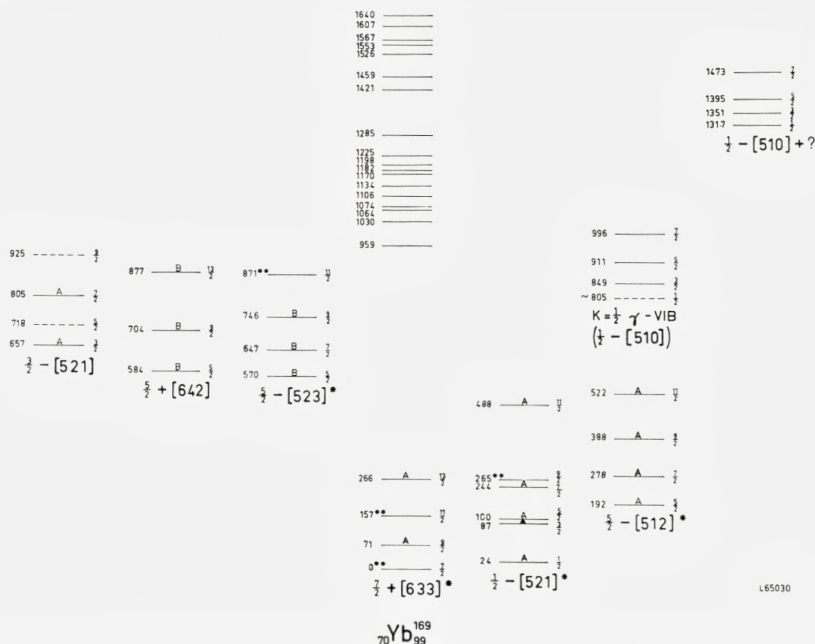 1640
1607
1567
1553
1526
1459
1421
1285
1225
1198
1182
1170
1134
1106
1074
1064
1030
959
1473 7/2
1395 5/2
1351 3/2
1317 1/2
1/2 - [510] + ?
996 7/2
911 5/2
849 3/2
~ 805 1/2
K = 1/2 γ - VIB
(1/2 - [510])
925 9/2
805 A 7/2
718 5/2
657 A 3/2
3/2 - [521]
877 B 13/2
704 B 9/2
584 B 5/2
5/2 + [642]
871** 11/2
746 B 9/2
647 B 7/2
570 B 5/2
5/2 - [523]*
266 A 13/2
157** 11/2
71 A 9/2
0** 7/2
7/2 + [633]*
488 A 11/2
265** 9/2
244 A 7/2
100 A 5/2
87 A 3/2
24 A 1/2
1/2 - [521]*
522 A 11/2
388 A 9/2
278 A 7/2
192 A 5/2
5/2 - [512]*
L65030
70Yb169 99